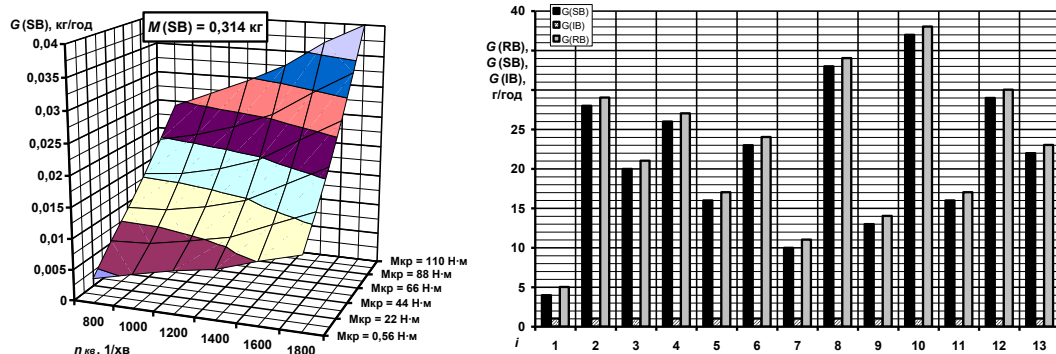 G (SB), кг/год
M (SB) = 0,314 кг
0,04
0,035
0,03
0,025
0,02
0,015
0,01
0,005
0
800
1000
1200
1400
1600
1800
nкв, 1/хв
Мкр = 110 Н·м
Мкр = 88 Н·м
Мкр = 66 Н·м
Мкр = 44 Н·м
Мкр = 22 Н·м
Мкр = 0,56 Н·м
40
G (RB),
G (SB),
G (IB),
г/год
25
20
15
10
5
0
G(SB)
G(IB)
G(RB)
i
1 2 3 4 5 6 7 8 9 10 11 12 13